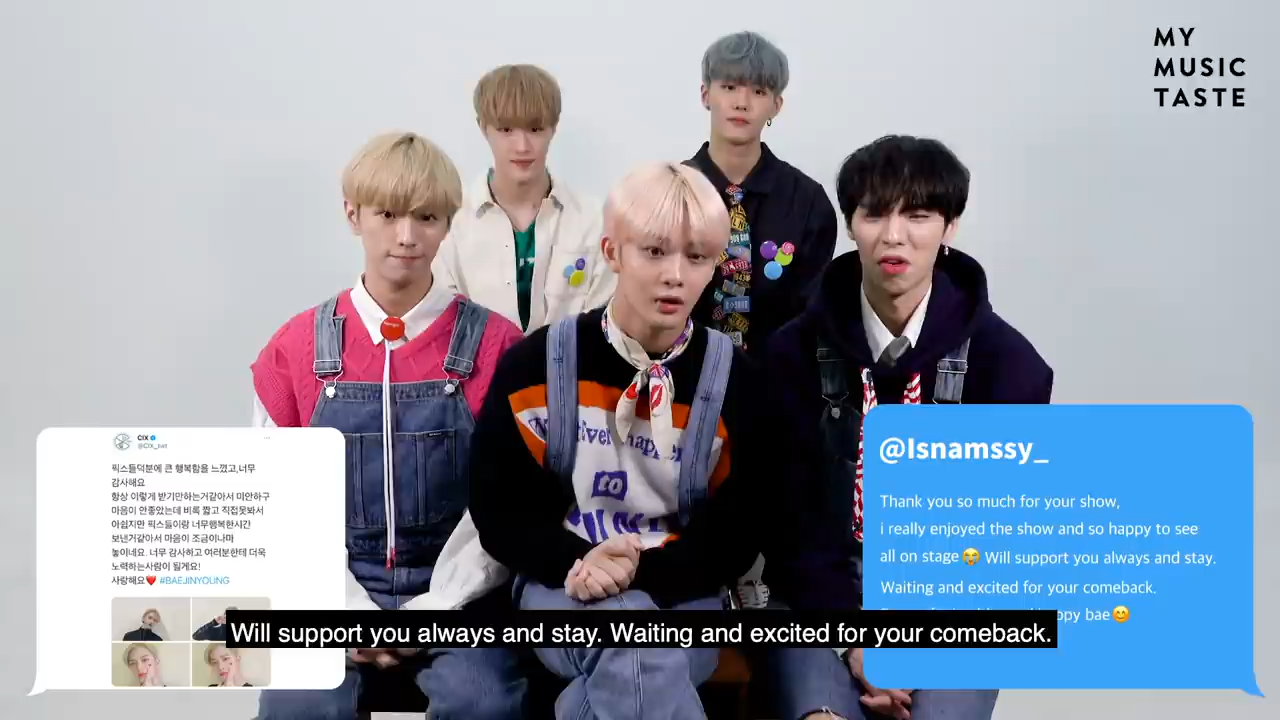 MY
MUSIC
TASTE
CIX
@CIX_twt
픽스들덕분에 큰 행복함을 느꼈고,너무
감사해요
항상 이렇게 받기만하는거같아서 미안하구
마음이 안좋았는데 비록 짧고 직접못봐서
아쉽지만 픽스들이랑 너무행복한시간
보낸거같아서 마음이 조금이나마
놓이네요. 너무 감사하고 여러분한테 더욱
노력하는사람이 될게요!
사랑해요❤️ #BAEJINYOUNG
@Isnamssy_
Thank you so much for your show,
i really enjoyed the show and so happy to see
all on stage😭 Will support you always and stay.
Waiting and excited for your comeback.
bae😊
Will support you always and stay. Waiting and excited for your comeback.
to